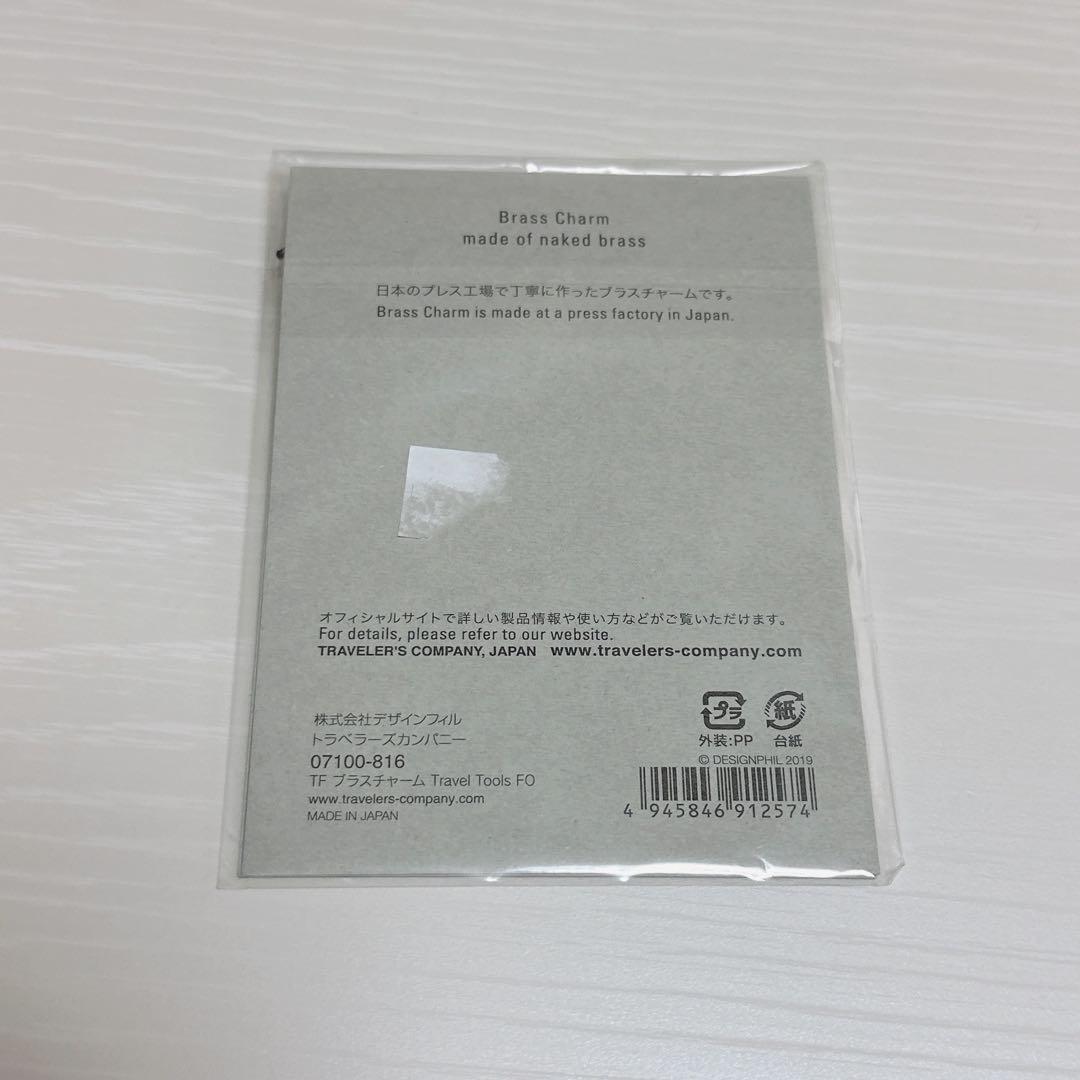 Brass Charm
made of naked brass
日本のプレス工場で丁寧に作ったブラスチャームです。
Brass Charm is made at a press factory in Japan.
オフィシャルサイトで詳しい製品情報や使い方などがご覧いただけます。
For details, please refer to our website.
TRAVELER'S COMPANY, JAPAN www.travelers-company.com
プラ 紙
外装:PP 台紙
© DESIGNPHIL 2019
株式会社デザインフィル
トラベラーズカンパニー
07100-816
TF ブラスチャーム Travel Tools FO
www.travelers-company.com
MADE IN JAPAN
4 945846 912574